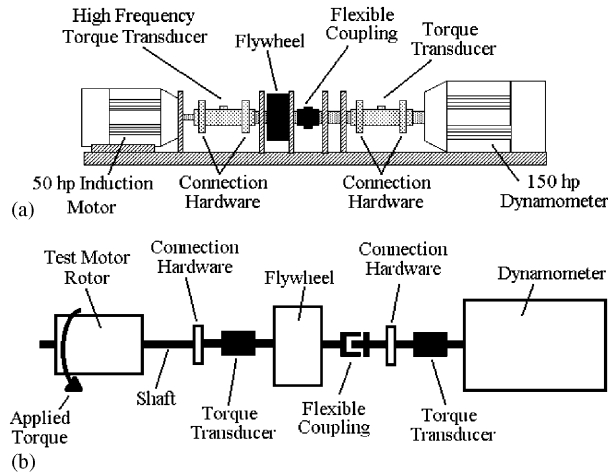 High Frequency
Torque Transducer
Flywheel
Flexible
Coupling
Torque
Transducer
50 hp Induction
Motor
Connection
Hardware
Connection
Hardware
150 hp
Dynamometer
(a)
Test Motor
Rotor
Connection
Hardware
Flywheel
Connection
Hardware
Dynamometer
Applied
Torque
Shaft
Torque
Transducer
Flexible
Coupling
Torque
Transducer
(b)